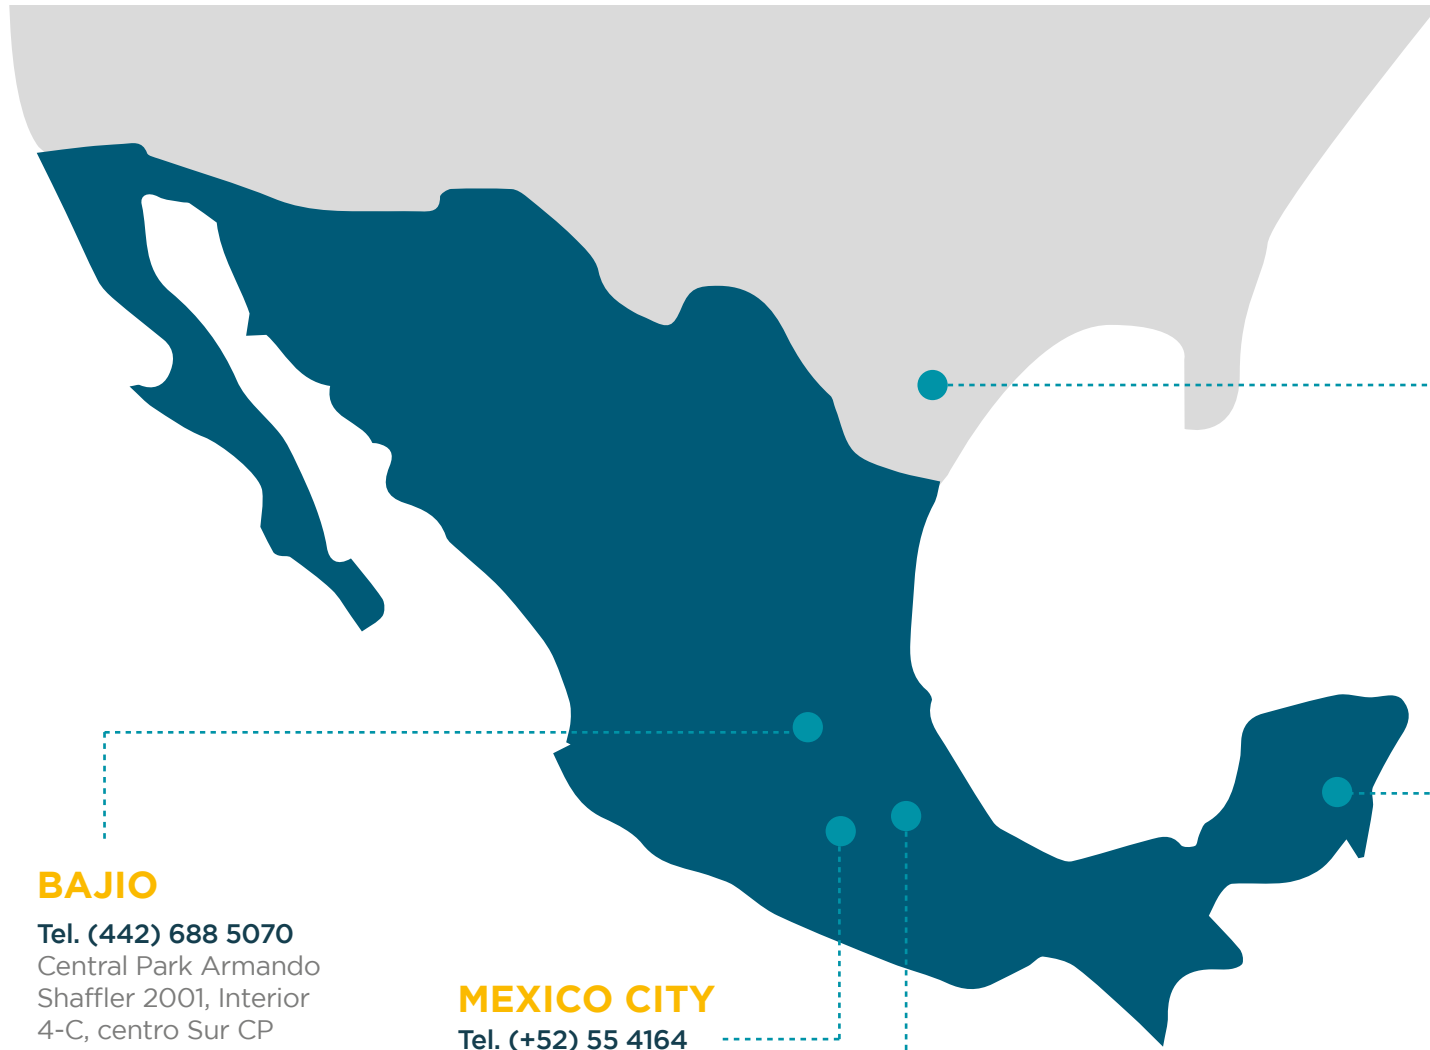 BAJIO
Tel. (442) 688 5070
Central Park Armando
Shaffler 2001, Interior
4-C, centro Sur CP
MEXICO CITY
Tel. (+52) 55 4164